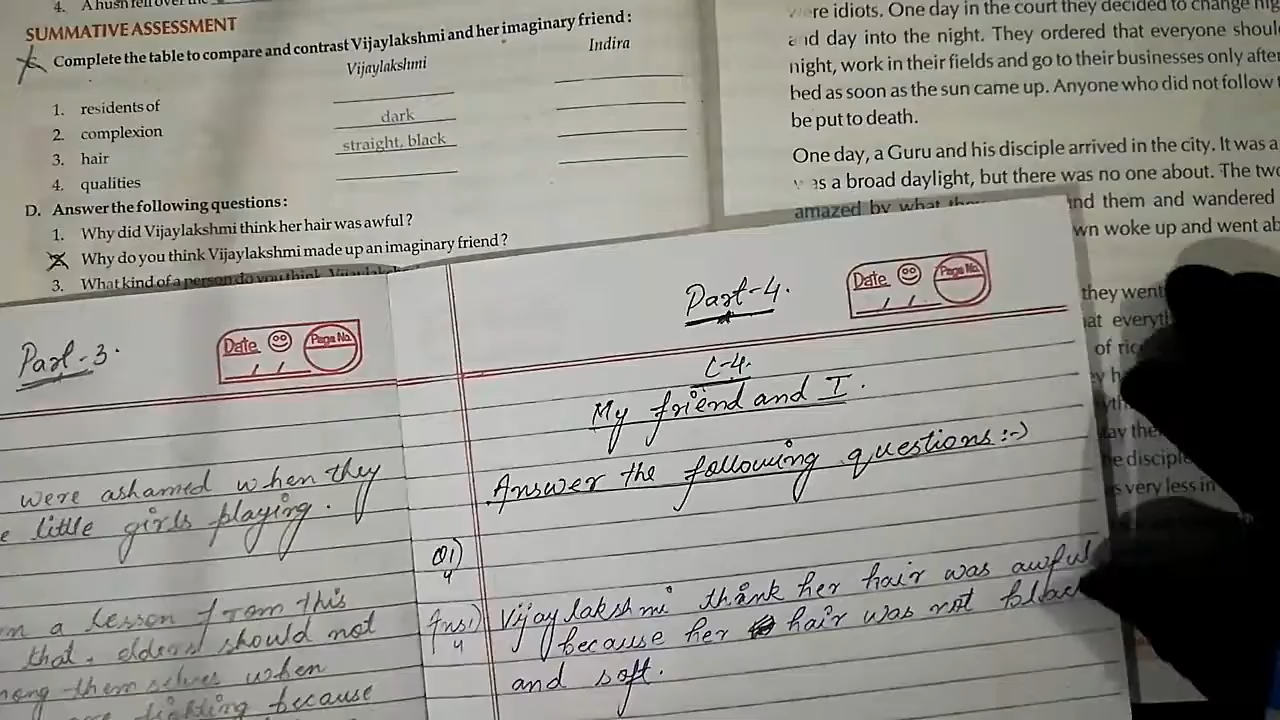 4. A hush fell over the
SUMMATIVE ASSESSMENT
Complete the table to compare and contrast Vijaylakshmi and her imaginary friend:
Vijaylakshmi Indira
1. residents of
2. complexion dark
3. hair straight, black
4. qualities
D. Answer the following questions:
1. Why did Vijaylakshmi think her hair was awful?
2. Why do you think Vijaylakshmi made up an imaginary friend?
3. What kind of a person do you think
were idiots. One day in the court they decided to change
and day into the night. They ordered that everyone
night, work in their fields and go to their businesses only after
bed as soon as the sun came up. Anyone who did not follow
be put to death.
One day, a Guru and his disciple arrived in the city. It was
was a broad daylight, but there was no one about. The two
amazed by what and them and wandered
woke up and went
they went
of
the disciple
very less in
Part-3.
Date Page No.
were ashamed when they
little girls playing.
a lesson from this
that, elders should not
themselves when
fighting because
Part-4.
Date Page No.
C-4.
My friend and I.
Answer the following questions:-)
Q1)
4
Ans1) Vijaylakshmi think her hair was awful
4 because her hair was not
and soft.